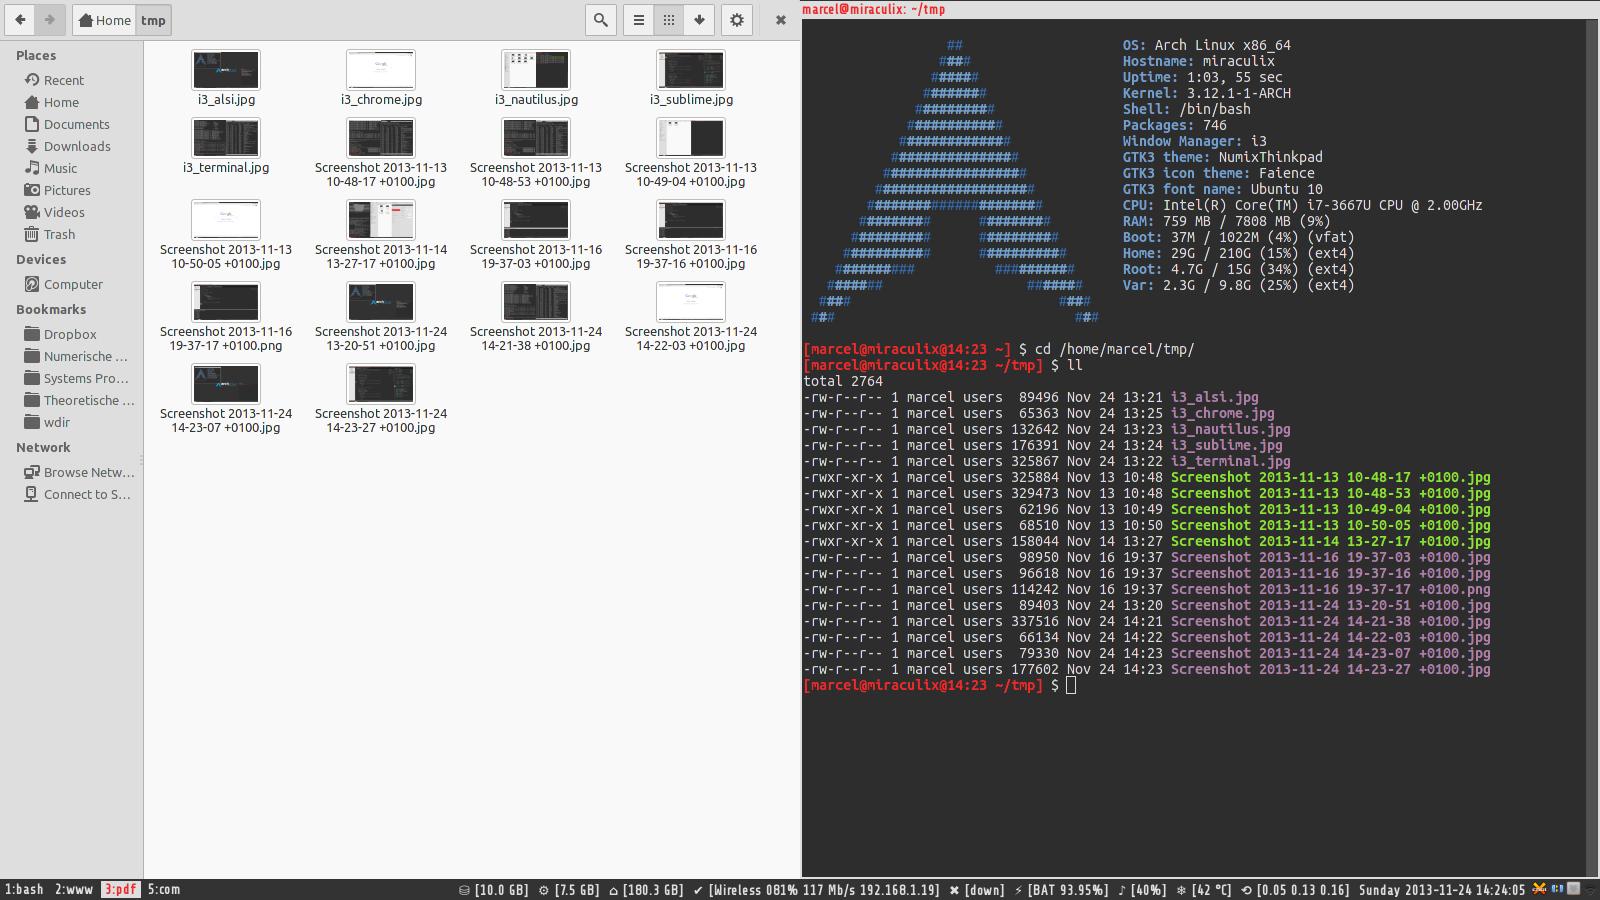 Home tmp
Places
Recent
Home
Documents
Downloads
Music
Pictures
Videos
Trash
Devices
Computer
Bookmarks
Dropbox
Numerische ...
Systems Pro...
Theoretische ...
wdir
Network
Browse Netw...
Connect to S...
i3_alsi.jpg
i3_chrome.jpg
i3_nautilus.jpg
i3_sublime.jpg
i3_terminal.jpg
Screenshot 2013-11-13
10-48-17 +0100.jpg
Screenshot 2013-11-13
10-48-53 +0100.jpg
Screenshot 2013-11-13
10-49-04 +0100.jpg
Screenshot 2013-11-13
10-50-05 +0100.jpg
Screenshot 2013-11-14
13-27-17 +0100.jpg
Screenshot 2013-11-16
19-37-03 +0100.jpg
Screenshot 2013-11-16
19-37-16 +0100.jpg
Screenshot 2013-11-16
19-37-17 +0100.png
Screenshot 2013-11-24
13-20-51 +0100.jpg
Screenshot 2013-11-24
14-21-38 +0100.jpg
Screenshot 2013-11-24
14-22-03 +0100.jpg
Screenshot 2013-11-24
14-23-07 +0100.jpg
Screenshot 2013-11-24
14-23-27 +0100.jpg
marcel@miraculix: ~/tmp
OS: Arch Linux x86_64
Hostname: miraculix
Uptime: 1:03, 55 sec
Kernel: 3.12.1-1-ARCH
Shell: /bin/bash
Packages: 746
Window Manager: i3
GTK3 theme: NumixThinkpad
GTK3 icon theme: Faience
GTK3 font name: Ubuntu 10
CPU: Intel(R) Core(TM) i7-3667U CPU @ 2.00GHz
RAM: 759 MB / 7808 MB (9%)
Boot: 37M / 1022M (4%) (vfat)
Home: 29G / 210G (15%) (ext4)
Root: 4.7G / 15G (34%) (ext4)
Var: 2.3G / 9.8G (25%) (ext4)
[marcel@miraculix@14:23 ~] $ cd /home/marcel/tmp/
[marcel@miraculix@14:23 ~/tmp] $ ll
total 2764
-rw-r--r-- 1 marcel users 89496 Nov 24 13:21 i3_alsi.jpg
-rw-r--r-- 1 marcel users 65363 Nov 24 13:25 i3_chrome.jpg
-rw-r--r-- 1 marcel users 132642 Nov 24 13:23 i3_nautilus.jpg
-rw-r--r-- 1 marcel users 176391 Nov 24 13:24 i3_sublime.jpg
-rw-r--r-- 1 marcel users 325867 Nov 24 13:22 i3_terminal.jpg
-rwxr-xr-x 1 marcel users 325884 Nov 13 10:48 Screenshot 2013-11-13 10-48-17 +0100.jpg
-rwxr-xr-x 1 marcel users 329473 Nov 13 10:48 Screenshot 2013-11-13 10-48-53 +0100.jpg
-rwxr-xr-x 1 marcel users 62196 Nov 13 10:49 Screenshot 2013-11-13 10-49-04 +0100.jpg
-rwxr-xr-x 1 marcel users 68510 Nov 13 10:50 Screenshot 2013-11-13 10-50-05 +0100.jpg
-rwxr-xr-x 1 marcel users 158044 Nov 14 13:27 Screenshot 2013-11-14 13-27-17 +0100.jpg
-rw-r--r-- 1 marcel users 98950 Nov 16 19:37 Screenshot 2013-11-16 19-37-03 +0100.jpg
-rw-r--r-- 1 marcel users 96618 Nov 16 19:37 Screenshot 2013-11-16 19-37-16 +0100.jpg
-rw-r--r-- 1 marcel users 114242 Nov 16 19:37 Screenshot 2013-11-16 19-37-17 +0100.png
-rw-r--r-- 1 marcel users 89403 Nov 24 13:20 Screenshot 2013-11-24 13-20-51 +0100.jpg
-rw-r--r-- 1 marcel users 337516 Nov 24 14:21 Screenshot 2013-11-24 14-21-38 +0100.jpg
-rw-r--r-- 1 marcel users 66134 Nov 24 14:22 Screenshot 2013-11-24 14-22-03 +0100.jpg
-rw-r--r-- 1 marcel users 79330 Nov 24 14:23 Screenshot 2013-11-24 14-23-07 +0100.jpg
-rw-r--r-- 1 marcel users 177602 Nov 24 14:23 Screenshot 2013-11-24 14-23-27 +0100.jpg
[marcel@miraculix@14:23 ~/tmp] $
1:bash 2:www 3:pdf 5:com [10.0 GB] [7.5 GB] [180.3 GB] [Wireless 081% 117 Mb/s 192.168.1.19] [down] [BAT 93.95%] [40%] [42 °C] [0.05 0.13 0.16] Sunday 2013-11-24 14:24:05